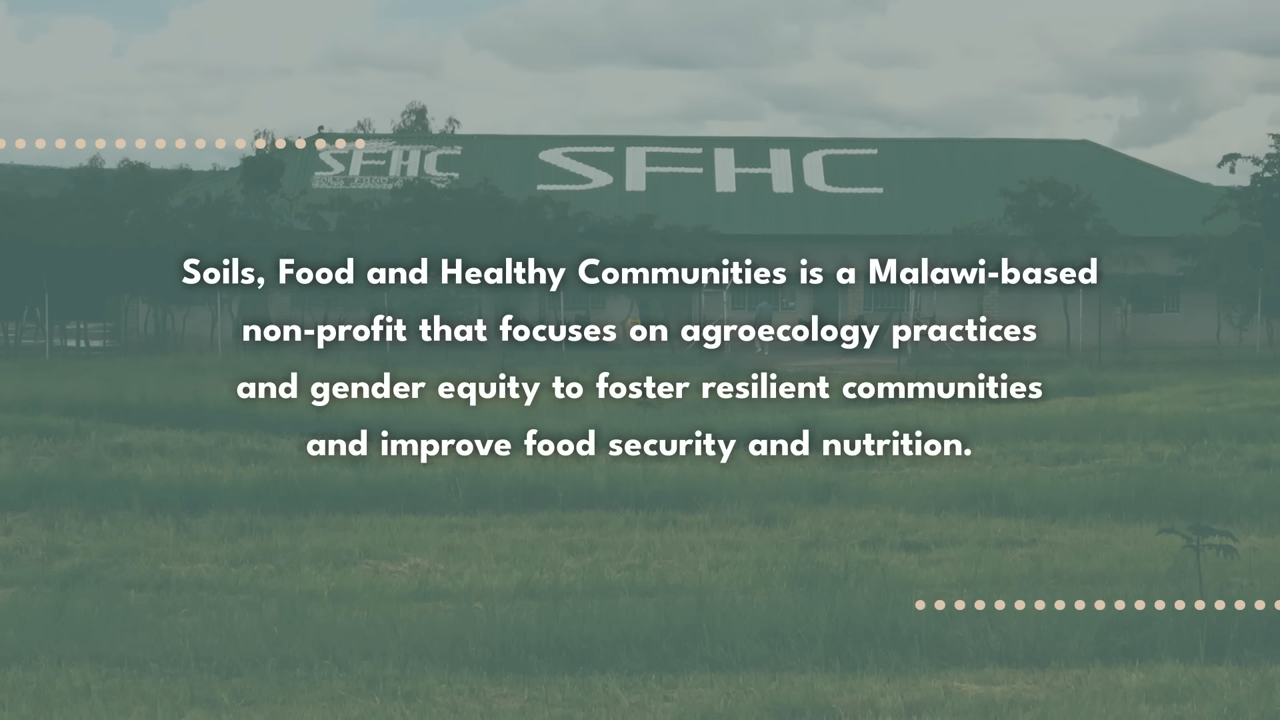 SFHC SFHC
Soils, Food and Healthy Communities is a Malawi-based
non-profit that focuses on agroecology practices
and gender equity to foster resilient communities
and improve food security and nutrition.